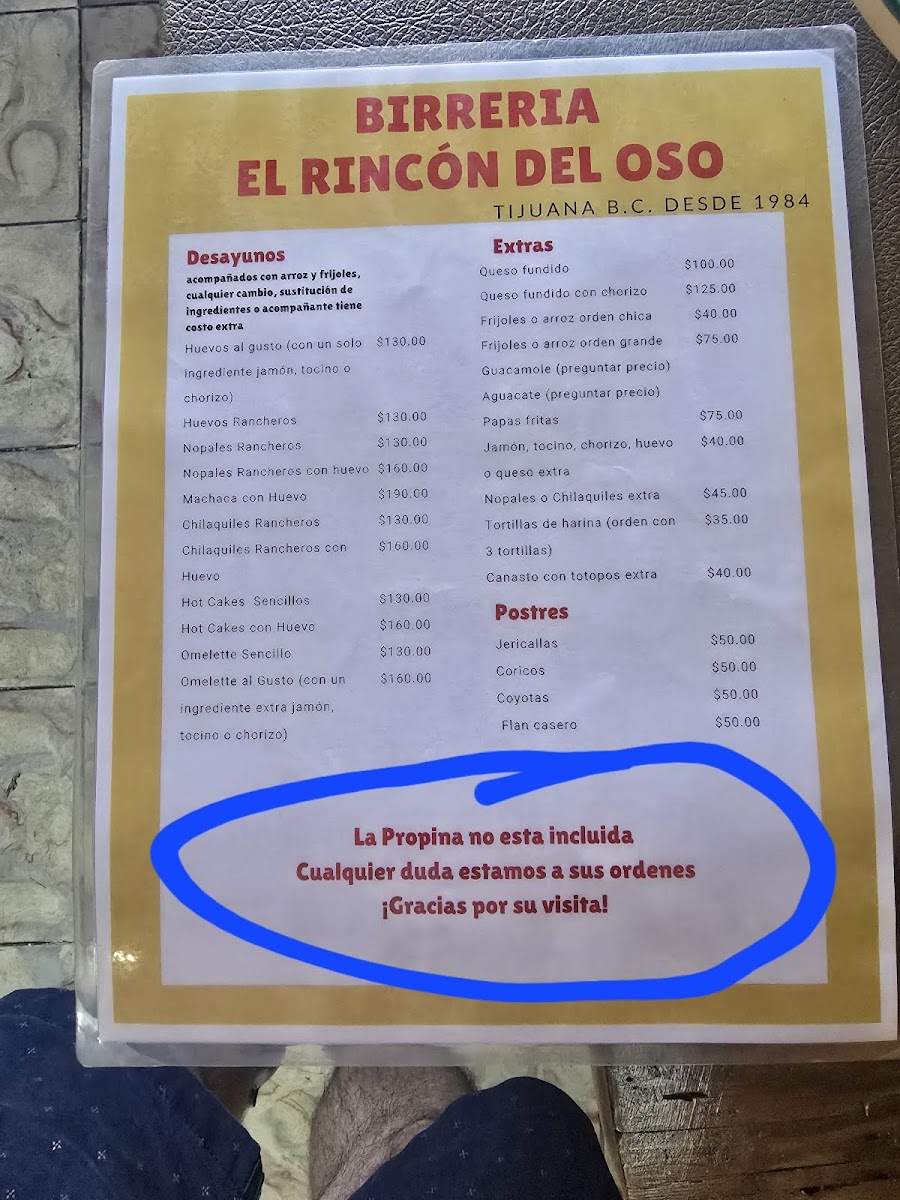 BIRRERIA
EL RINCÓN DEL OSO
TIJUANA B.C. DESDE 1984
Desayunos
acompañados con arroz y frijoles,
cualquier cambio, sustitución de
ingredientes o acompañante tiene
costo extra
Huevos al gusto (con un solo $130.00
ingrediente jamón, tocino o
chorizo)
Huevos Rancheros $130.00
Nopales Rancheros $130.00
Nopales Rancheros con huevo $160.00
Machaca con Huevo $190.00
Chilaquiles Rancheros $130.00
Chilaquiles Rancheros con $160.00
Huevo
Hot Cakes Sencillos $130.00
Hot Cakes con Huevo $160.00
Omelette Sencillo $130.00
Omelette al Gusto (con un $160.00
ingrediente extra jamón,
tocino o chorizo)
Extras
Queso fundido $100.00
Queso fundido con chorizo $125.00
Frijoles o arroz orden chica $40.00
Frijoles o arroz orden grande $75.00
Guacamole (preguntar precio)
Aguacate (preguntar precio)
Papas fritas $75.00
Jamón, tocino, chorizo, huevo $40.00
o queso extra
Nopales o Chilaquiles extra $45.00
Tortillas de harina (orden con $35.00
3 tortillas)
Canasto con totopos extra $40.00
Postres
Jericallas $50.00
Coricos $50.00
Coyotas $50.00
Flan casero $50.00
La Propina no esta incluida
Cualquier duda estamos a sus ordenes
¡Gracias por su visita!